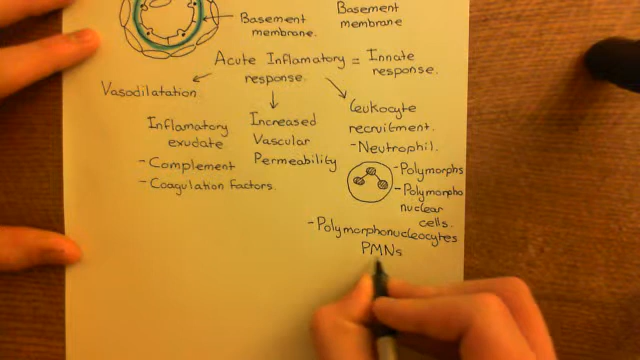 Basement
membrane.
Basement
membrane
Acute Inflamatory = Innate
response. response.
Vasodilatation
Inflamatory
exudate
- Complement
- Coagulation Factors.
Increased
Vascular
Permeability
Leukocyte
recruitment.
- Neutrophil.
- Polymorphs
- Polymorpho
nuclear
cells.
- Polymorphonucleocytes
PMNs